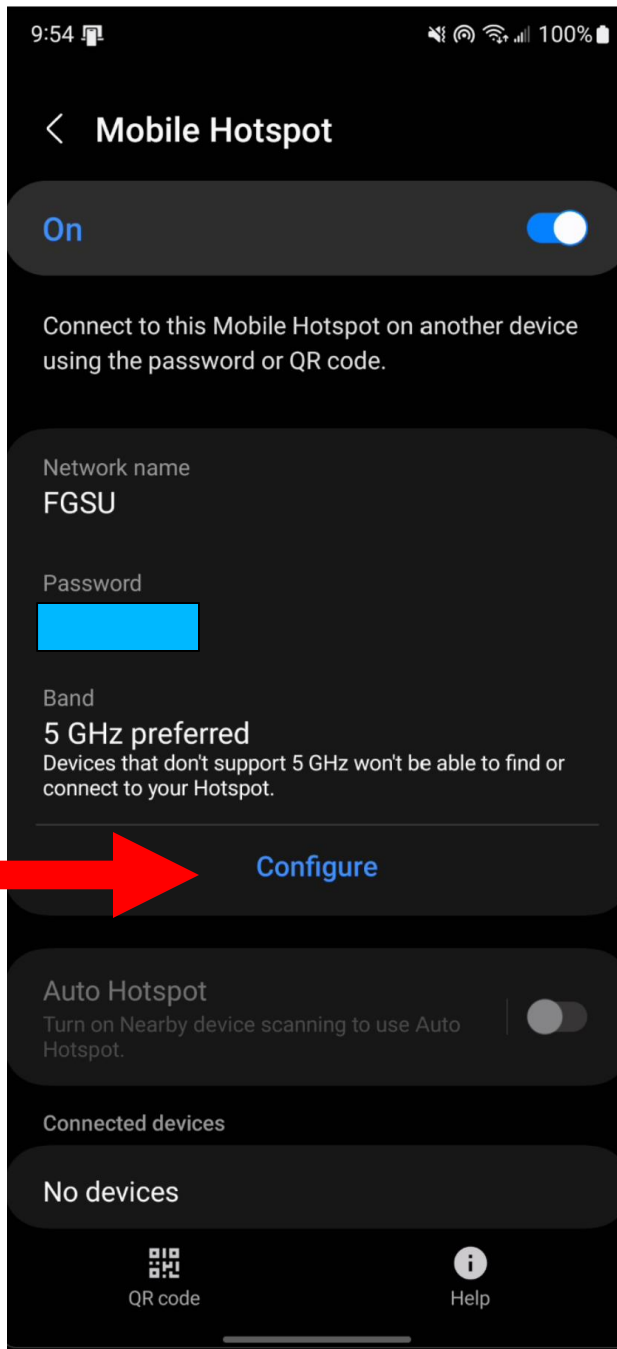 9:54 100%
Mobile Hotspot
On
Connect to this Mobile Hotspot on another device
using the password or QR code.
Network name
FGSU
Password
Band
5 GHz preferred
Devices that don't support 5 GHz won't be able to find or
connect to your Hotspot.
Configure
Auto Hotspot
Turn on Nearby device scanning to use Auto
Hotspot.
Connected devices
No devices
QR code Help